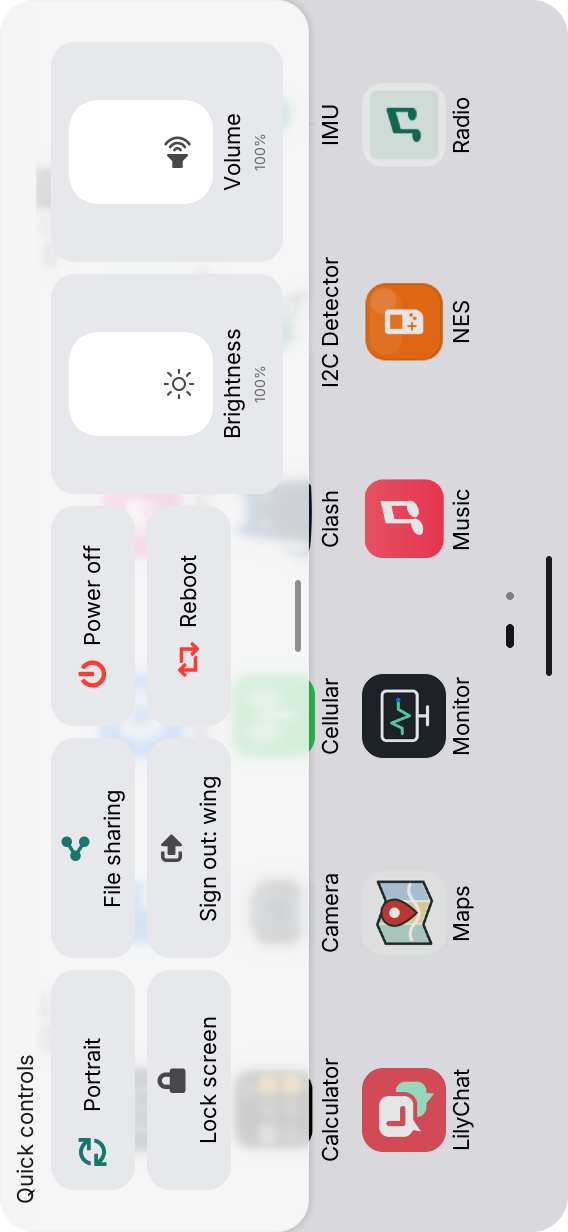 Quick controls
Portrait
File sharing
Power off
Brightness
100%
Volume
100%
Lock screen
Sign out: wing
Reboot
Calculator
Camera
Cellular
Clash
I2C Detector
IMU
LilyChat
Maps
Monitor
Music
NES
Radio